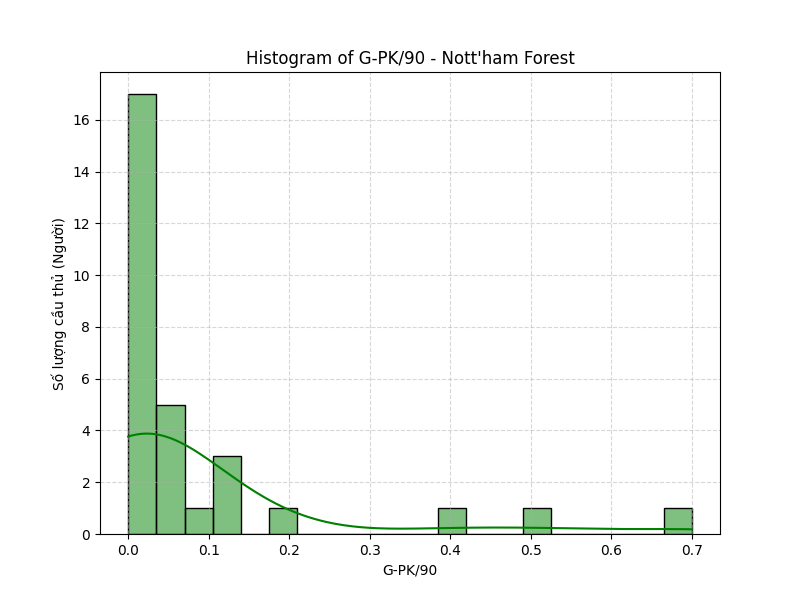 Histogram of G-PK/90 - Nott'ham Forest
Số lượng cầu thủ (Người)
16
14
12
10
8
6
4
2
0
0.0 0.1 0.2 0.3 0.4 0.5 0.6 0.7
G-PK/90